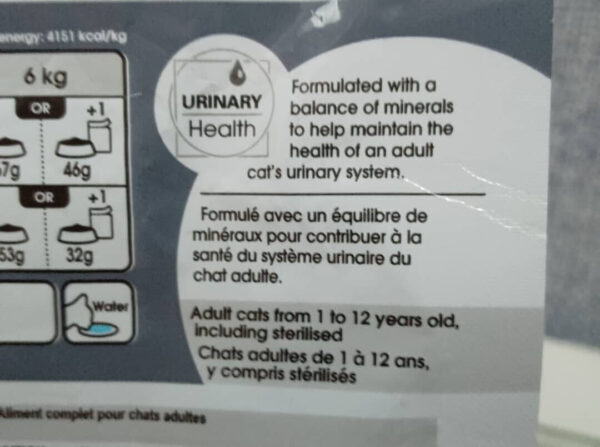 energy: 4151 kcal/kg
6 kg
OR +1
7g 46g
OR +1
53g 32g
Water
URINARY
Health
Formulated with a
balance of minerals
to help maintain the
health of an adult
cat's urinary system.
Formulé avec un équilibre de
minéraux pour contribuer à la
santé du système urinaire du
chat adulte.
Adult cats from 1 to 12 years old,
including sterilised
Chats adultes de 1 à 12 ans,
y compris stérilisés
Aliment complet pour chats adultes